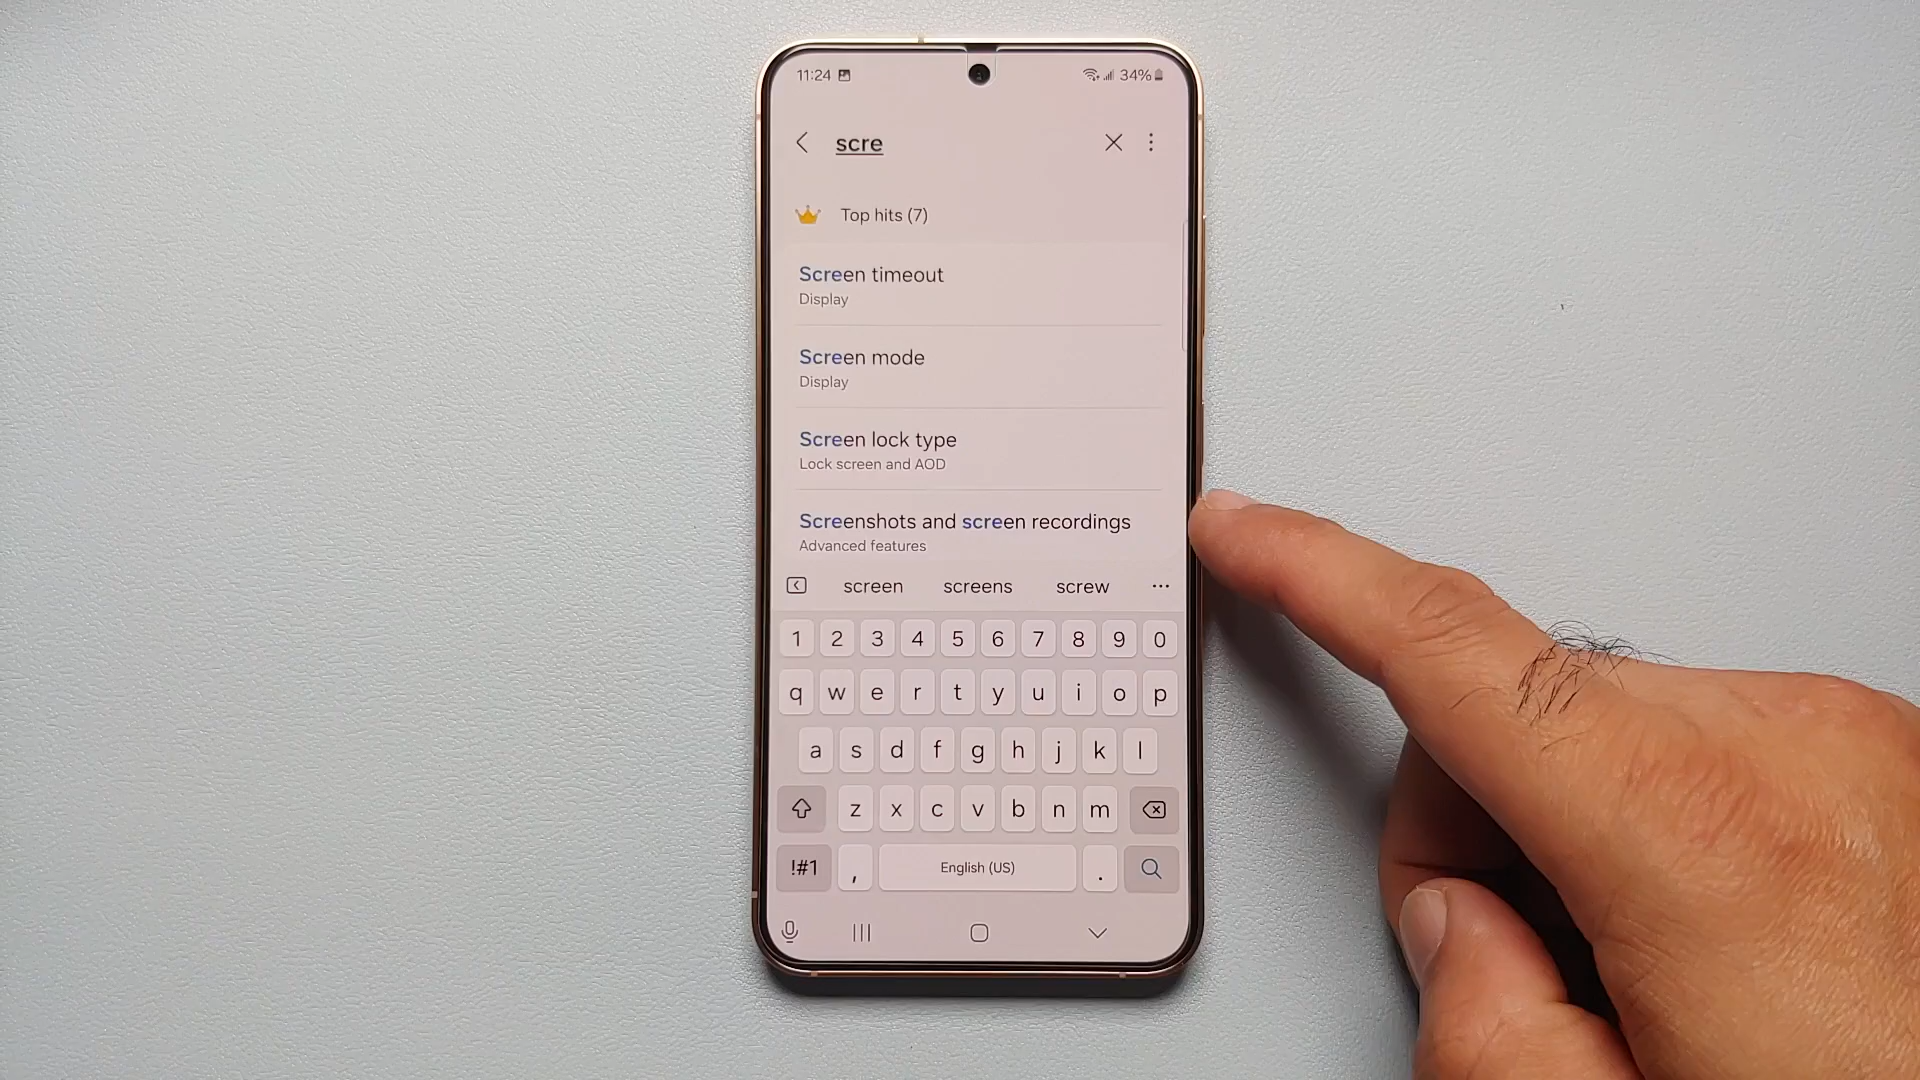 11:24 34%
scre
Top hits (7)
Screen timeout
Display
Screen mode
Display
Screen lock type
Lock screen and AOD
Screenshots and screen recordings
Advanced features
screen screens screw
1 2 3 4 5 6 7 8 9 0
q w e r t y u i o p
a s d f g h j k l
z x c v b n m
!#1 , English (US) .